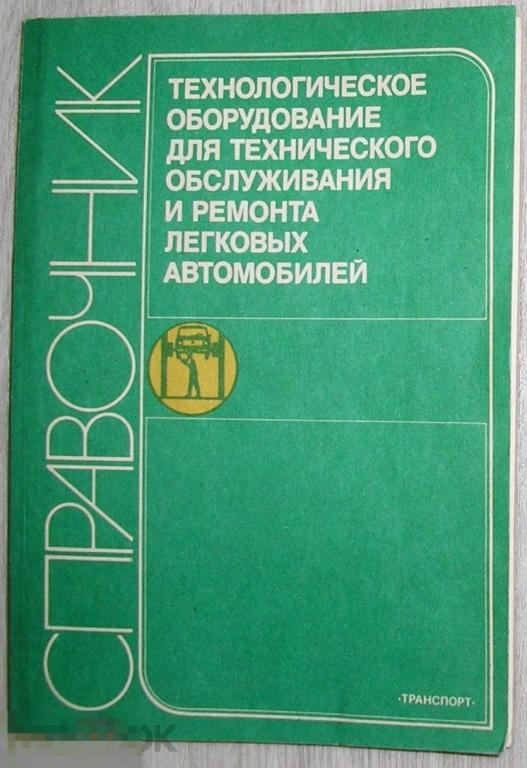 СПРАВОЧНИК
ТЕХНОЛОГИЧЕСКОЕ
ОБОРУДОВАНИЕ
ДЛЯ ТЕХНИЧЕСКОГО
ОБСЛУЖИВАНИЯ
И РЕМОНТА
ЛЕГКОВЫХ
АВТОМОБИЛЕЙ
·ТРАНСПОРТ·